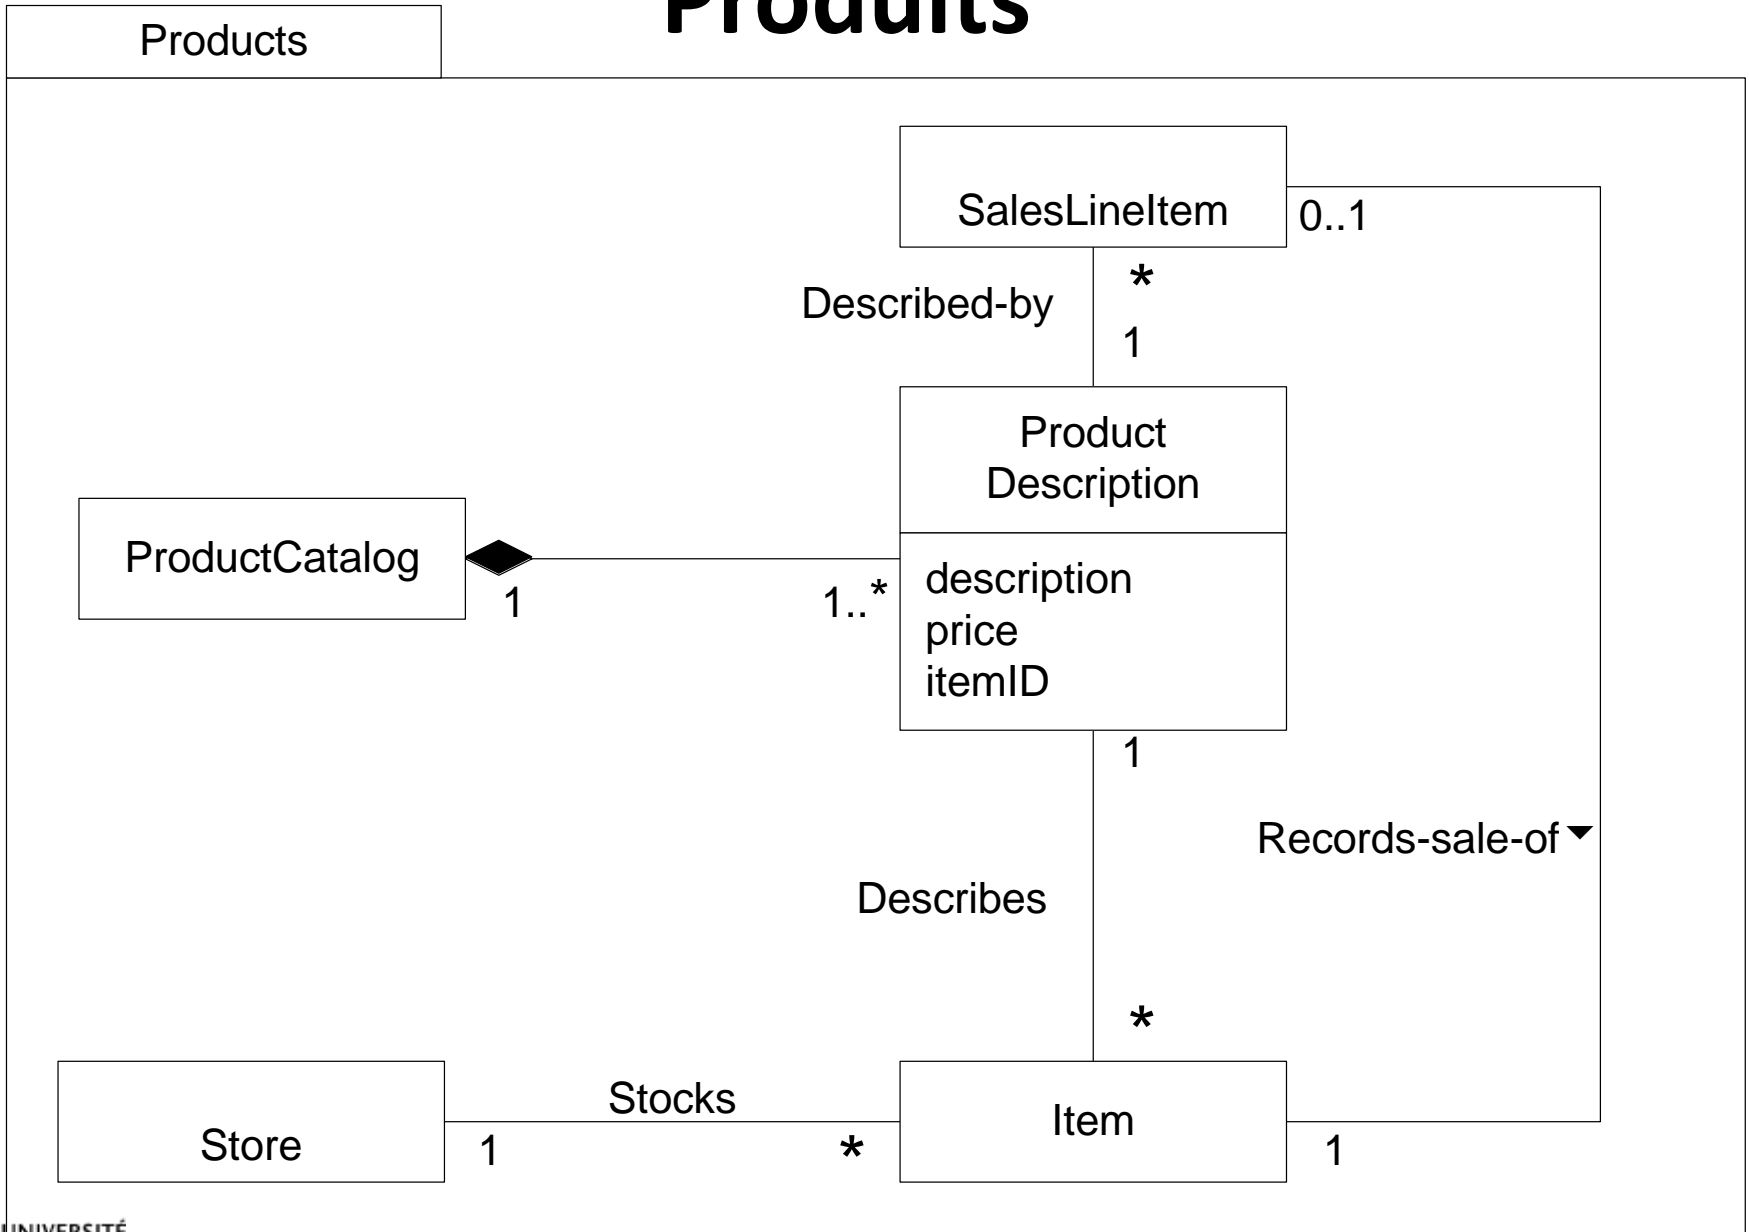 Produits
Products
SalesLineItem
0..1
*
Described-by
1
Product
Description
ProductCatalog
1
1..*
description
price
itemID
1
Records-sale-of
Describes
*
Store
Stocks
1
*
Item
1
UNIVERSITÉ